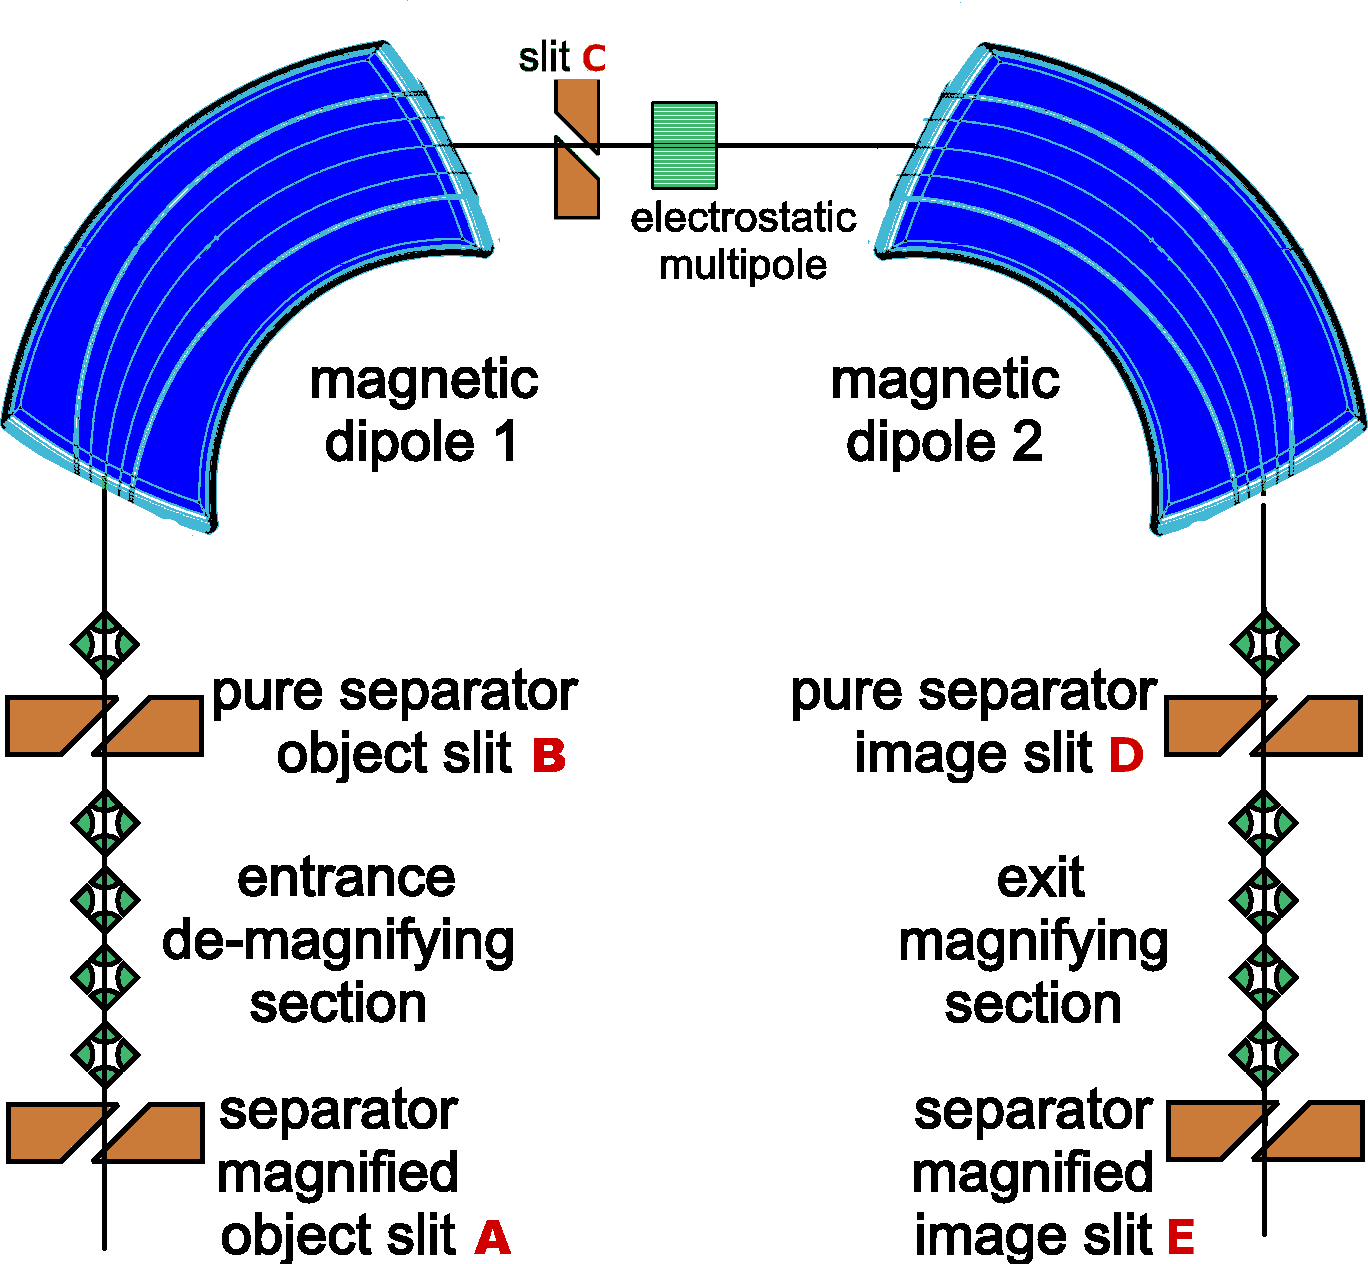 slit C
electrostatic
multipole
magnetic
dipole 1
magnetic
dipole 2
pure separator
object slit B
pure separator
image slit D
entrance
de-magnifying
section
exit
magnifying
section
separator
magnified
object slit A
separator
magnified
image slit E